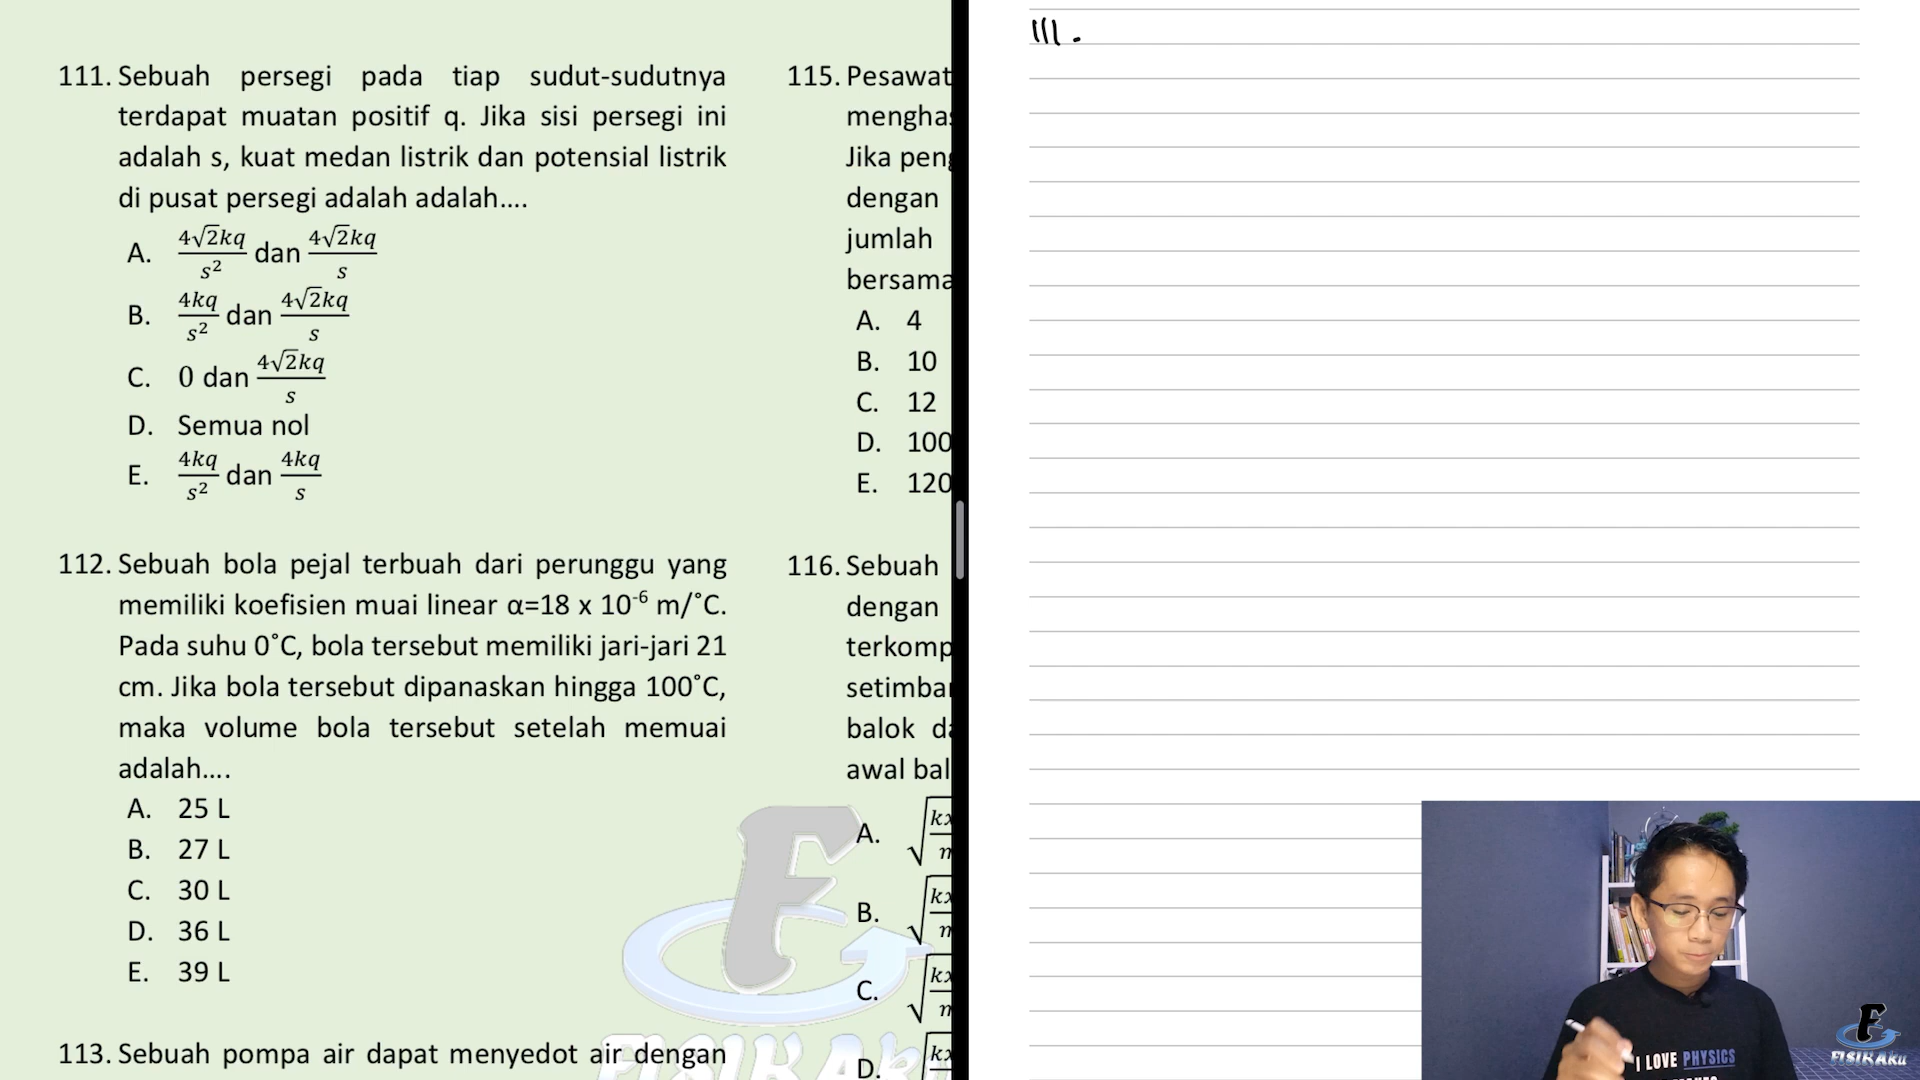 111. Sebuah persegi pada tiap sudut-sudutnya
terdapat muatan positif q. Jika sisi persegi ini
adalah s, kuat medan listrik dan potensial listrik
di pusat persegi adalah adalah....
A. 4√2kq/s² dan 4√2kq/s
B. 4kq/s² dan 4√2kq/s
C. 0 dan 4√2kq/s
D. Semua nol
E. 4kq/s² dan 4kq/s
112. Sebuah bola pejal terbuah dari perunggu yang
memiliki koefisien muai linear α=18 x 10⁻⁶ m/˚C.
Pada suhu 0˚C, bola tersebut memiliki jari-jari 21
cm. Jika bola tersebut dipanaskan hingga 100˚C,
maka volume bola tersebut setelah memuai
adalah....
A. 25 L
B. 27 L
C. 30 L
D. 36 L
E. 39 L
113. Sebuah pompa air dapat menyedot air dengan
115. Pesawat
Jika
dengan
jumlah
bersama
A. 4
B. 10
C. 12
D. 100
E. 120
116. Sebuah
dengan
balok
awal
A.
B.
C.
D.
FISIKAku
111.
I LOVE PHYSICS
FISIKAku